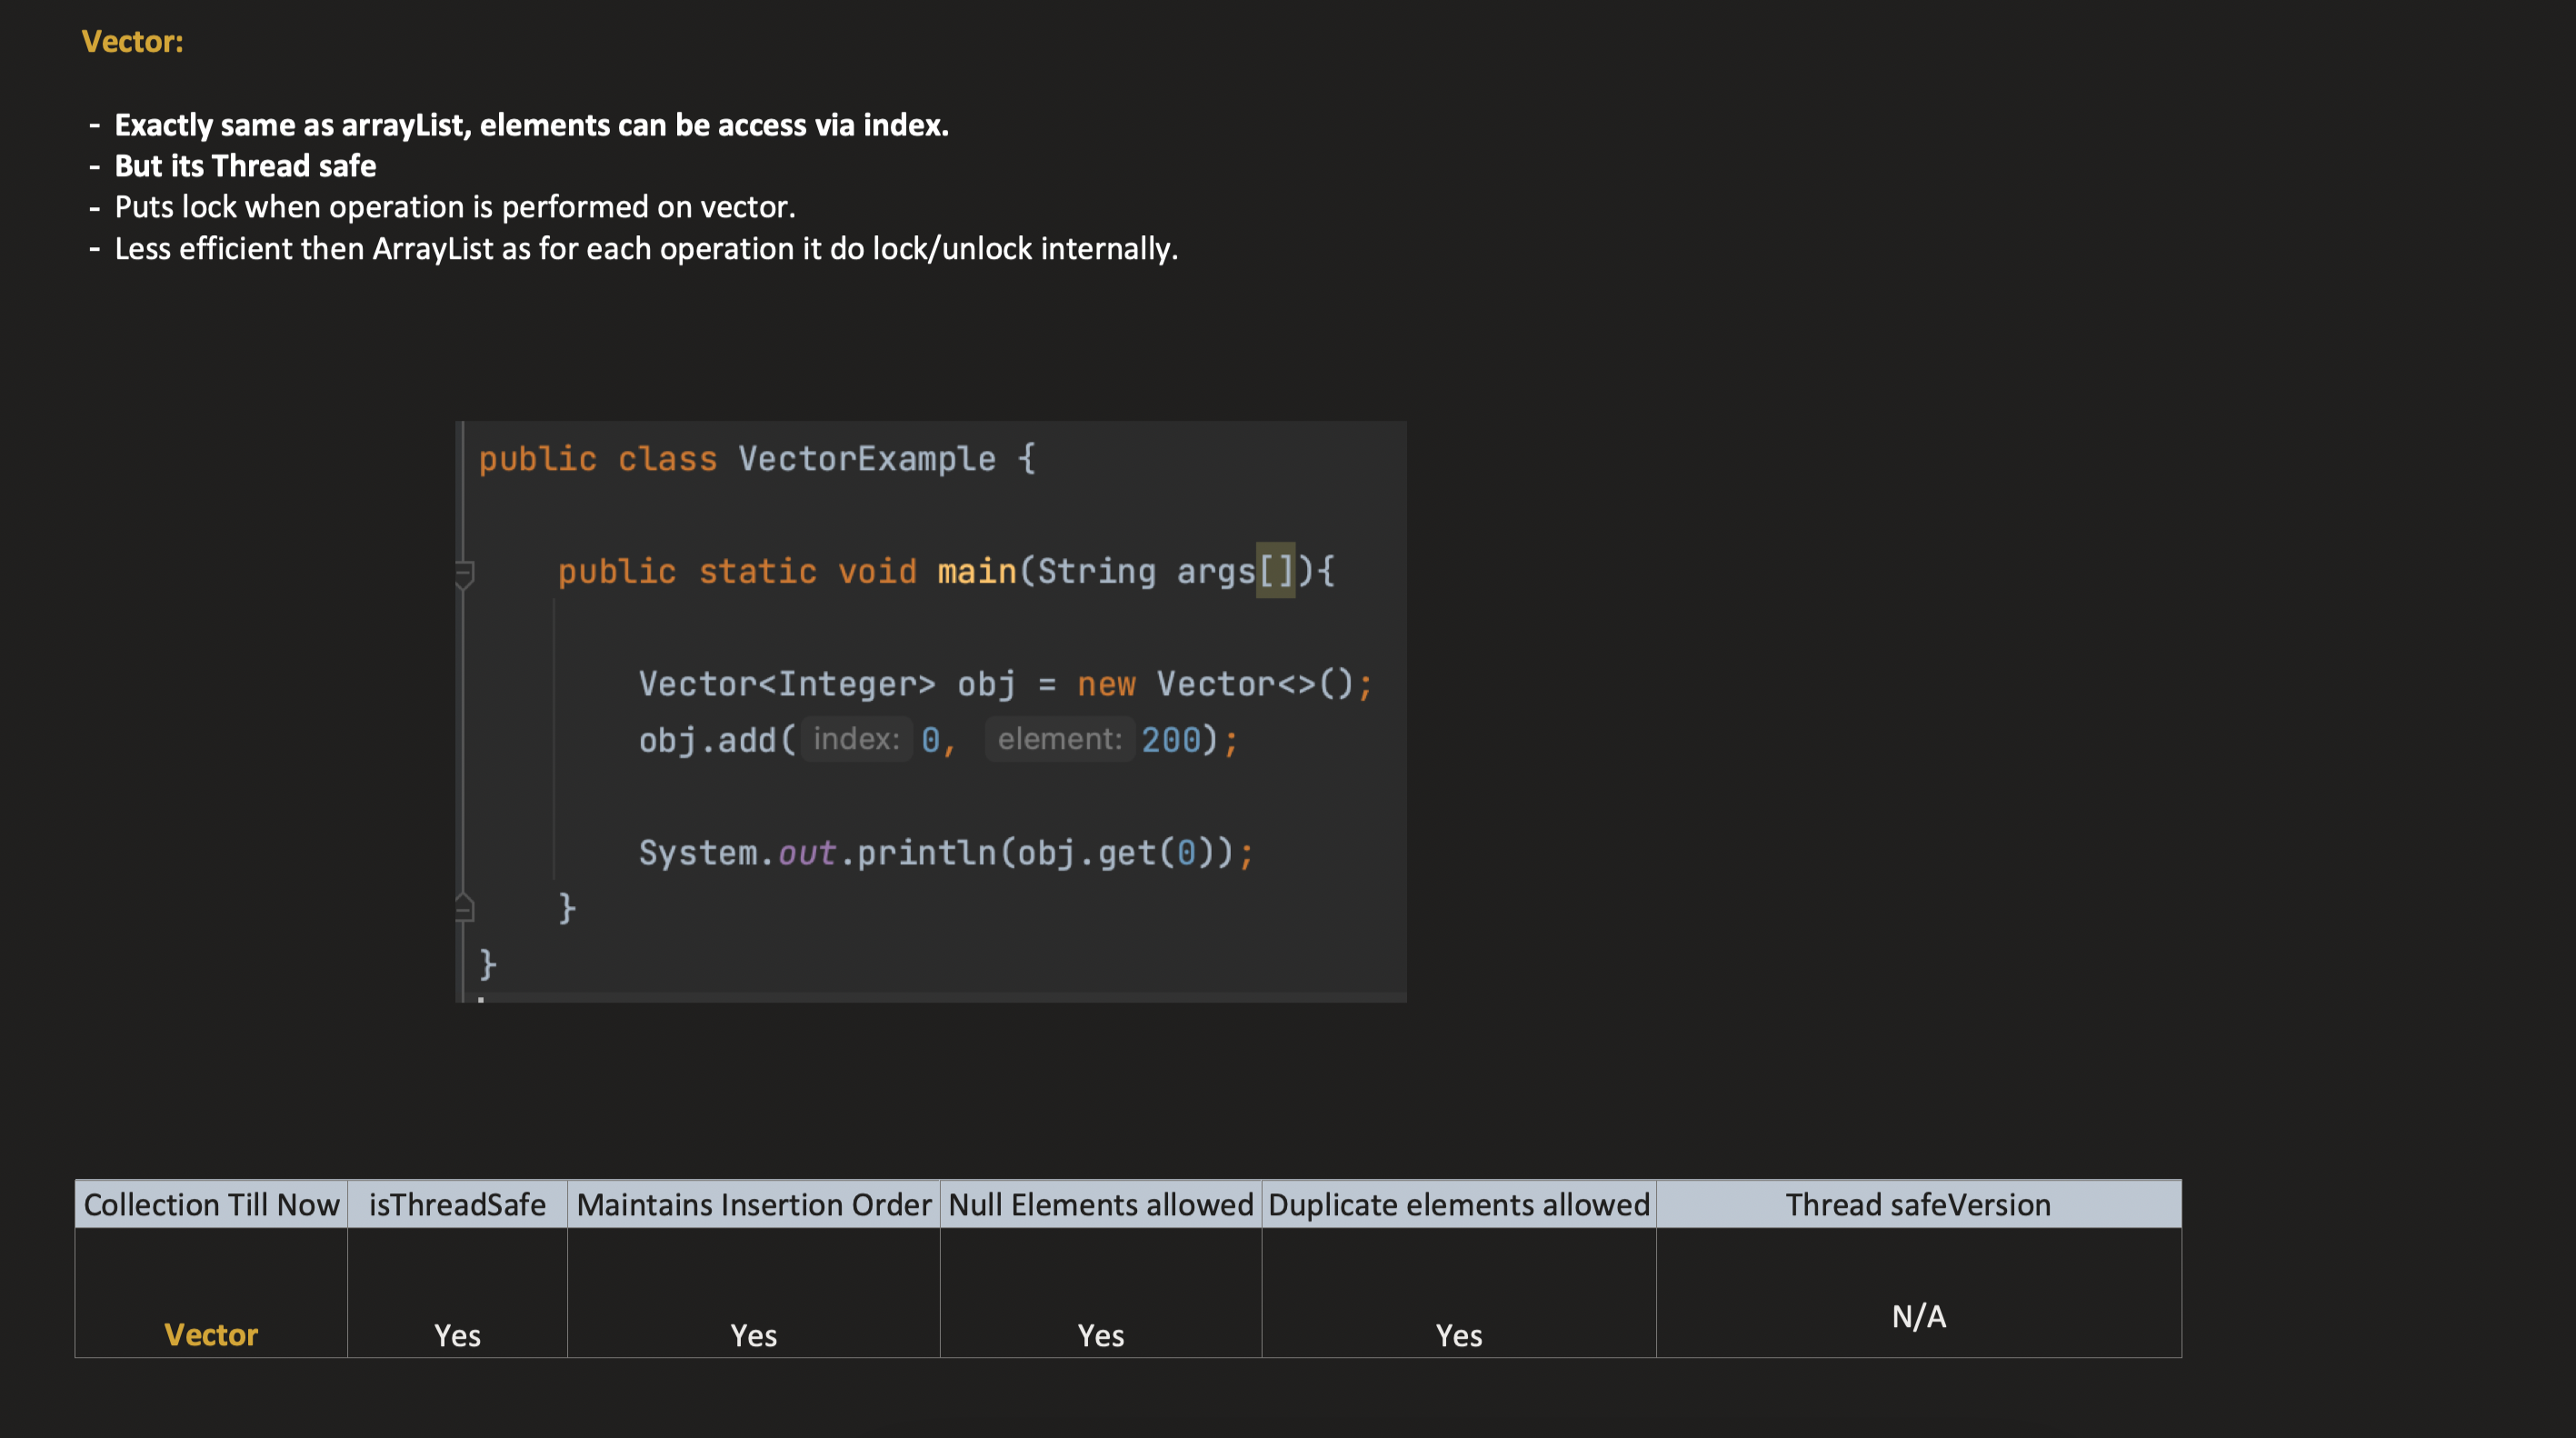 Vector:
- Exactly same as arrayList, elements can be access via index.
- But its Thread safe
- Puts lock when operation is performed on vector.
- Less efficient then ArrayList as for each operation it do lock/unlock internally.
public class VectorExample {
public static void main(String args[]){
Vector<Integer> obj = new Vector<>();
obj.add( index: 0, element: 200);
System.out.println(obj.get(0));
}
}
Collection Till Now isThreadSafe Maintains Insertion Order Null Elements allowed Duplicate elements allowed Thread safeVersion
Vector Yes Yes Yes Yes N/A